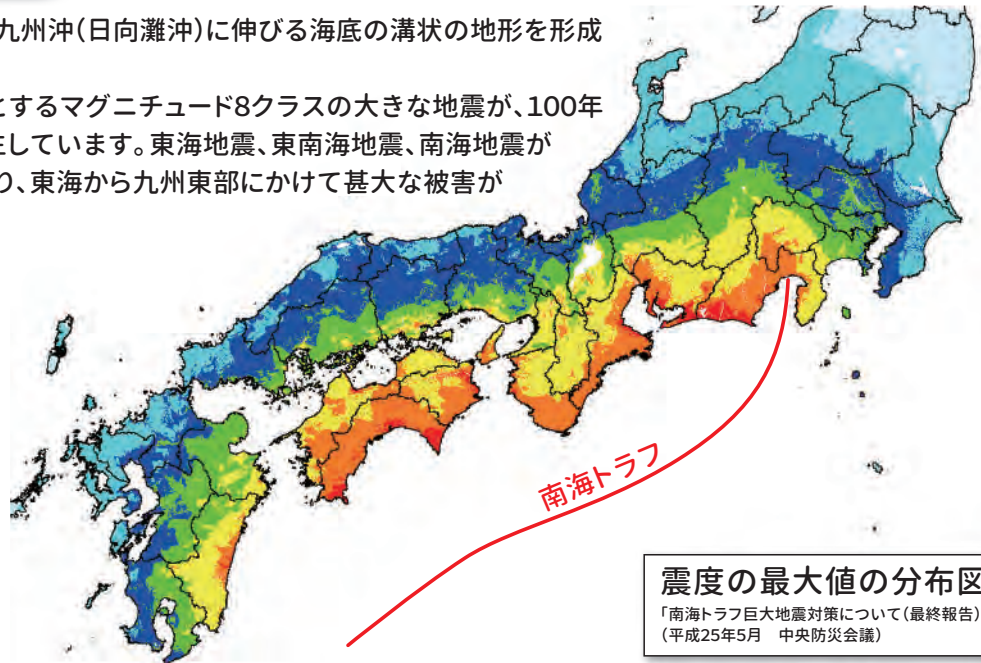 九州沖(日向灘沖)に伸びる海底の溝状の地形を形成
とするマグニチュード8クラスの大きな地震が、100年
しています。東海地震、東南海地震、南海地震が
り、東海から九州東部にかけて甚大な被害が
南海トラフ
震度の最大値の分布図
「南海トラフ巨大地震対策について(最終報告)
(平成25年5月 中央防災会議)